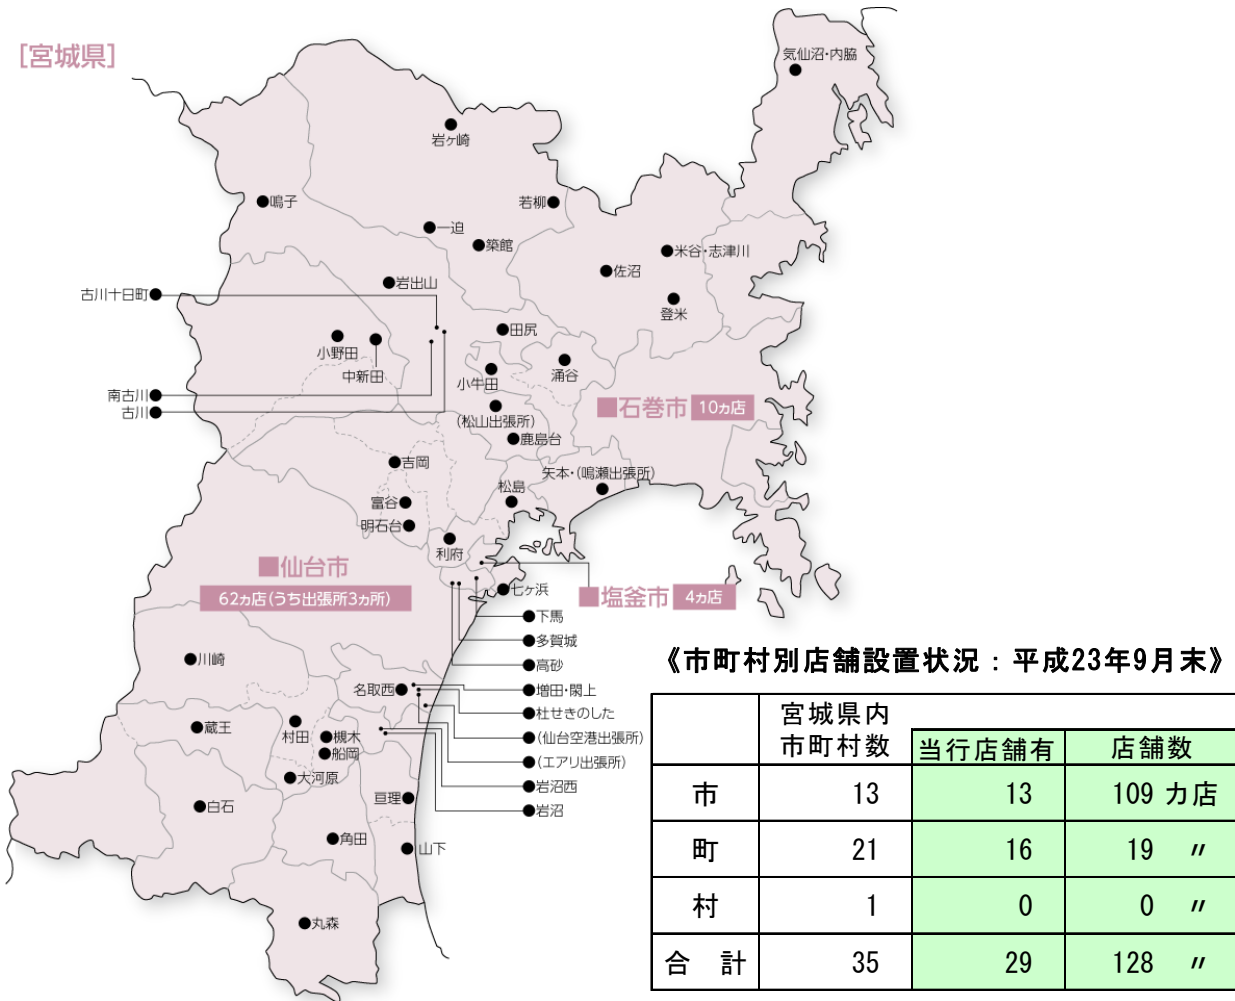 [宮城県]
気仙沼・内脇
岩ヶ崎
鳴子
若柳
一迫
築館
米谷・志津川
佐沼
岩出山
古川十日町
登米
田尻
小野田
中新田
涌谷
小牛田
南古川
古川
■石巻市 10ヵ店
(松山出張所)
鹿島台
吉岡
矢本・(鳴瀬出張所)
松島
富谷
明石台
利府
■仙台市
62ヵ店(うち出張所3ヵ所)
七ヶ浜
■塩釜市 4ヵ店
下馬
多賀城
高砂
川崎
名取西
増田・閖上
杜せきのした
(仙台空港出張所)
(エアリ出張所)
岩沼西
岩沼
蔵王
村田
槻木
船岡
大河原
白石
亘理
角田
山下
丸森
《市町村別店舗設置状況：平成23年9月末》
宮城県内
市町村数 当行店舗有 店舗数
市 13 13 109 カ店
町 21 16 19 〃
村 1 0 0 〃
合 計 35 29 128 〃